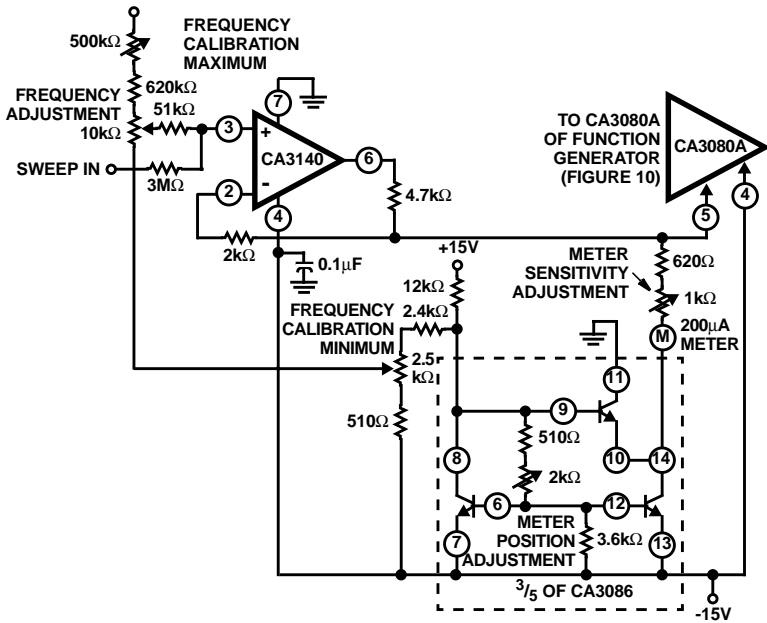 500kΩ
FREQUENCY
CALIBRATION
MAXIMUM
620kΩ
FREQUENCY
ADJUSTMENT
51kΩ
10kΩ
SWEEP IN
3MΩ
7
3
+
CA3140
6
2
-
4
2kΩ
0.1µF
4.7kΩ
TO CA3080A
OF FUNCTION
GENERATOR
(FIGURE 10)
CA3080A
4
5
+15V
12kΩ
2.4kΩ
FREQUENCY
CALIBRATION
MINIMUM
2.5
kΩ
510Ω
METER
SENSITIVITY
ADJUSTMENT
620Ω
1kΩ
M
200µA
METER
11
9
510Ω
10
14
8
2kΩ
6
12
7
METER
POSITION
ADJUSTMENT
3.6kΩ
13
3/5 OF CA3086
-15V